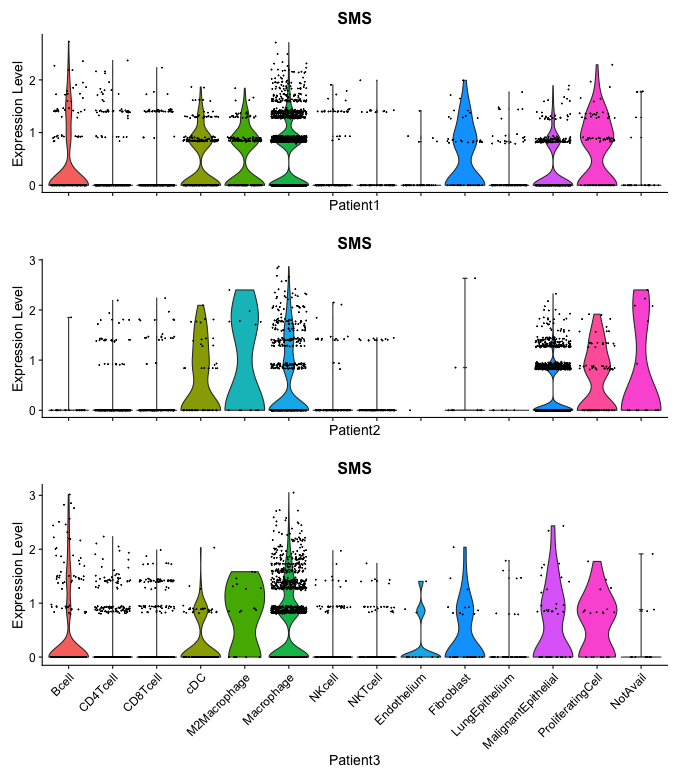 SMS
Expression Level
2
1
0
Patient1
SMS
Expression Level
3
2
1
0
Patient2
SMS
Expression Level
3
2
1
0
Bcell
CD4Tcell
CD8Tcell
cDC
M2Macrophage
Macrophage
NKcell
NKTcell
Endothelium
Fibroblast
LungEpithelium
MalignantEpithelial
ProliferatingCell
NotAvail
Patient3